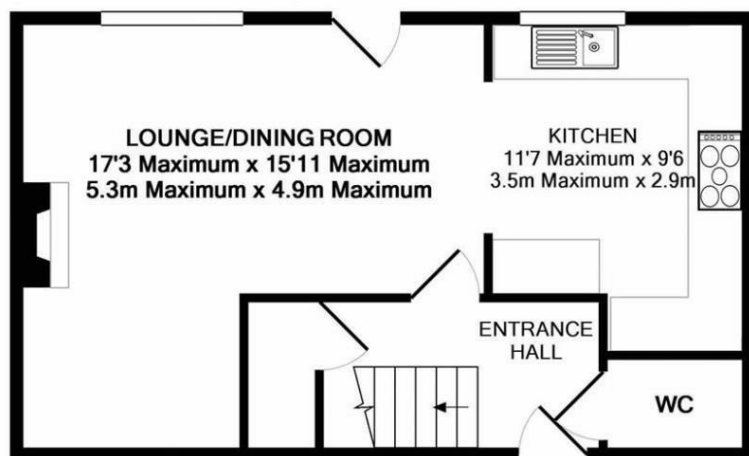 LOUNGE/DINING ROOM
17'3 Maximum x 15'11 Maximum
5.3m Maximum x 4.9m Maximum
KITCHEN
11'7 Maximum x 9'6
3.5m Maximum x 2.9m
ENTRANCE
HALL
WC